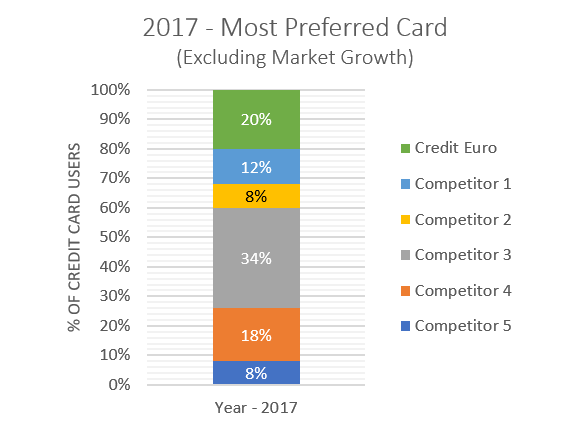 2017 - Most Preferred Card
(Excluding Market Growth)
% OF CREDIT CARD USERS
100%
90%
80%
70%
60%
50%
40%
30%
20%
10%
0%
20%
12%
8%
34%
18%
8%
Year - 2017
Credit Euro
Competitor 1
Competitor 2
Competitor 3
Competitor 4
Competitor 5